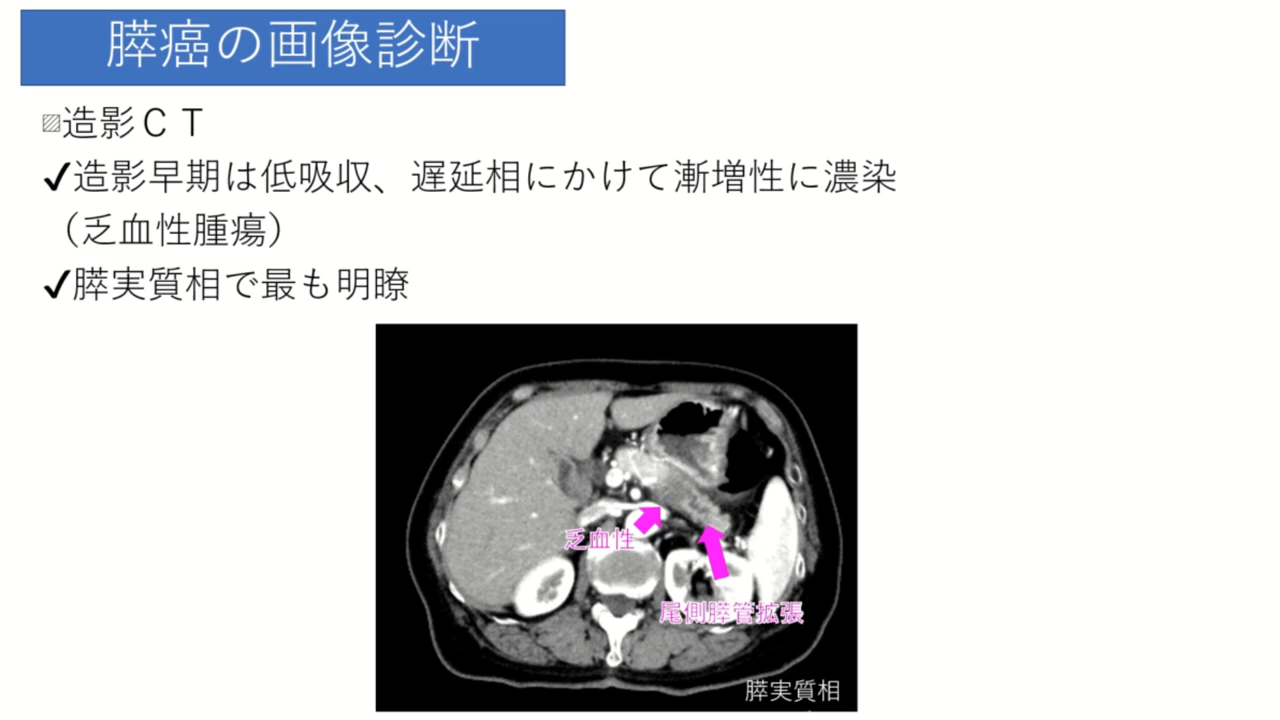 膵癌の画像診断
造影ＣＴ
✓造影早期は低吸収、遅延相にかけて漸増性に濃染
（乏血性腫瘍）
✓膵実質相で最も明瞭
乏血性
尾側膵管拡張
膵実質相